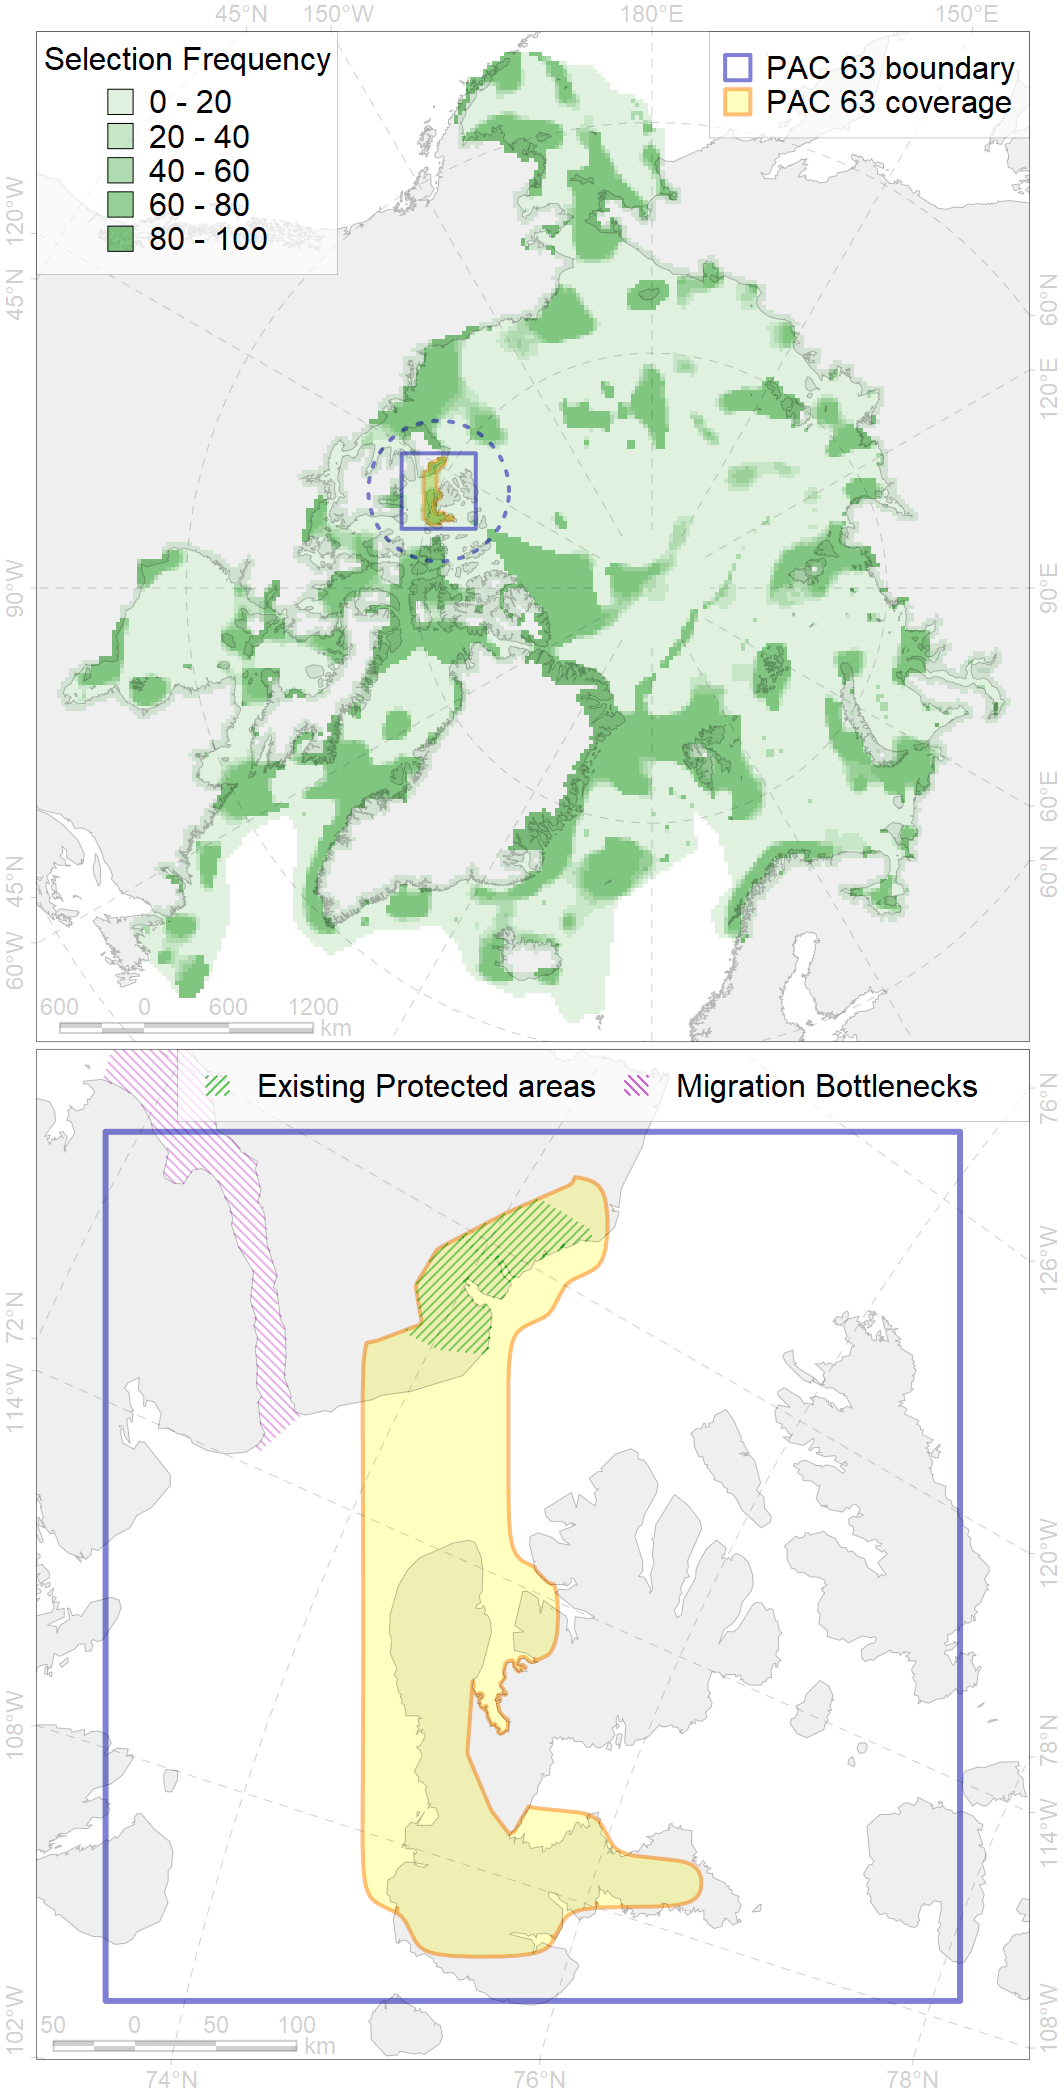 45°N 150°W 180°E 150°E
Selection Frequency
0 - 20
20 - 40
40 - 60
60 - 80
80 - 100
PAC 63 boundary
PAC 63 coverage
120°W
45°N
90°W
45°N
60°W
60°N
120°E
90°E
60°E
60°N
600 0 600 1200
km
Existing Protected areas
Migration Bottlenecks
72°N
114°W
108°W
102°W
76°N
126°W
120°W
78°N
114°W
108°W
50 0 50 100
km
74°N 76°N 78°N